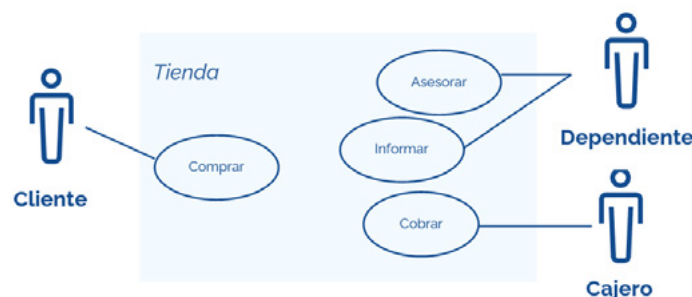 Tienda
Asesorar
Informar
Dependiente
Comprar
Cliente
Cobrar
Cajero